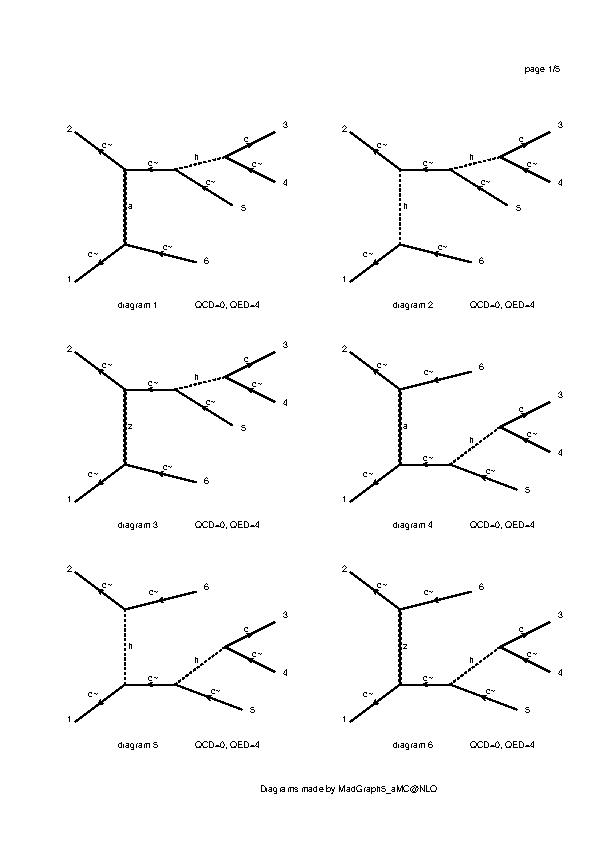 page 1/5
2 c~ c~ h c 3 c~ 4 c~ 5 a c~ c~ 1 6
diagram 1 QCD=0, QED=4
2 c~ c~ h c 3 c~ 4 c~ 5 h c~ c~ 1 6
diagram 2 QCD=0, QED=4
2 c~ c~ h c 3 c~ 4 c~ 5 z c~ c~ 1 6
diagram 3 QCD=0, QED=4
2 c~ c~ 6 a c 3 h c~ 4 c~ c~ c~ 5 1
diagram 4 QCD=0, QED=4
2 c~ c~ 6 h c 3 h c~ 4 c~ c~ c~ 5 1
diagram 5 QCD=0, QED=4
2 c~ c~ 6 z c 3 h c~ 4 c~ c~ c~ 5 1
diagram 6 QCD=0, QED=4
Diagrams made by MadGraph5_aMC@NLO